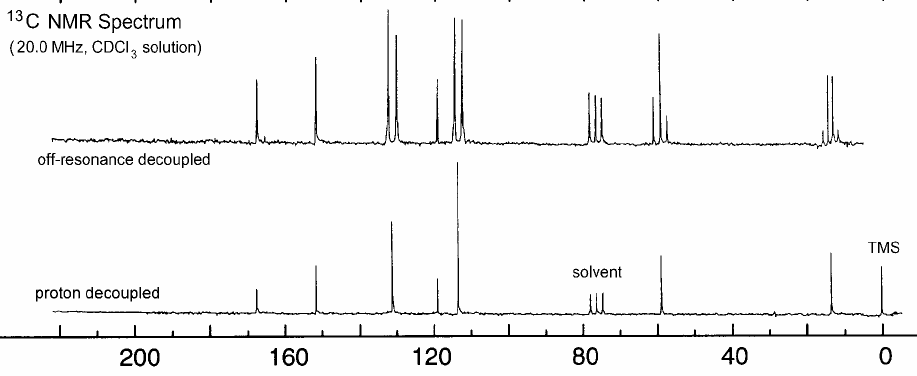 ¹³C NMR Spectrum
(20.0 MHz, CDCl₃ solution)
off-resonance decoupled
TMS
solvent
proton decoupled
200 160 120 80 40 0